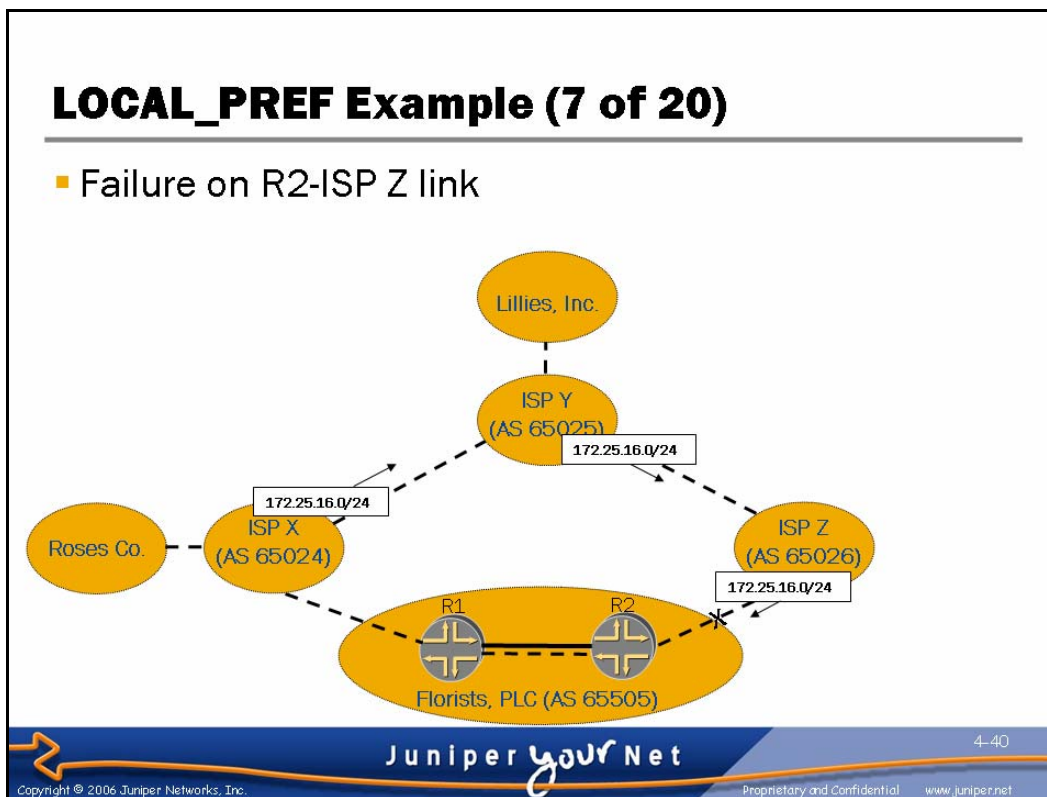 LOCAL_PREF Example (7 of 20)
Failure on R2-ISP Z link
Lillies, Inc.
ISP Y
(AS 65025)
172.25.16.0/24
172.25.16.0/24
Roses Co.
ISP X
(AS 65024)
ISP Z
(AS 65026)
172.25.16.0/24
R1
R2
X
Florists, PLC (AS 65505)
Juniper your Net
4-40
Copyright © 2006 Juniper Networks, Inc.
Proprietary and Confidential
www.juniper.net